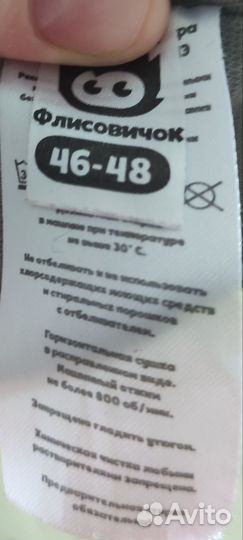 Флисовичок
46-48
в машине при температуре
не выше 30°С.
Не отбеливать и не использовать
хлорсодержащих моющих средств
и стиральных порошков
с отбеливателем.
Горизонтальная сушка
в расправленном виде.
Машинный отжим
не более 800 об/мин.
Запрещено гладить утюгом.
Химическая чистка любыми
растворителями запрещена.
Предварительная
обязательна
Avito